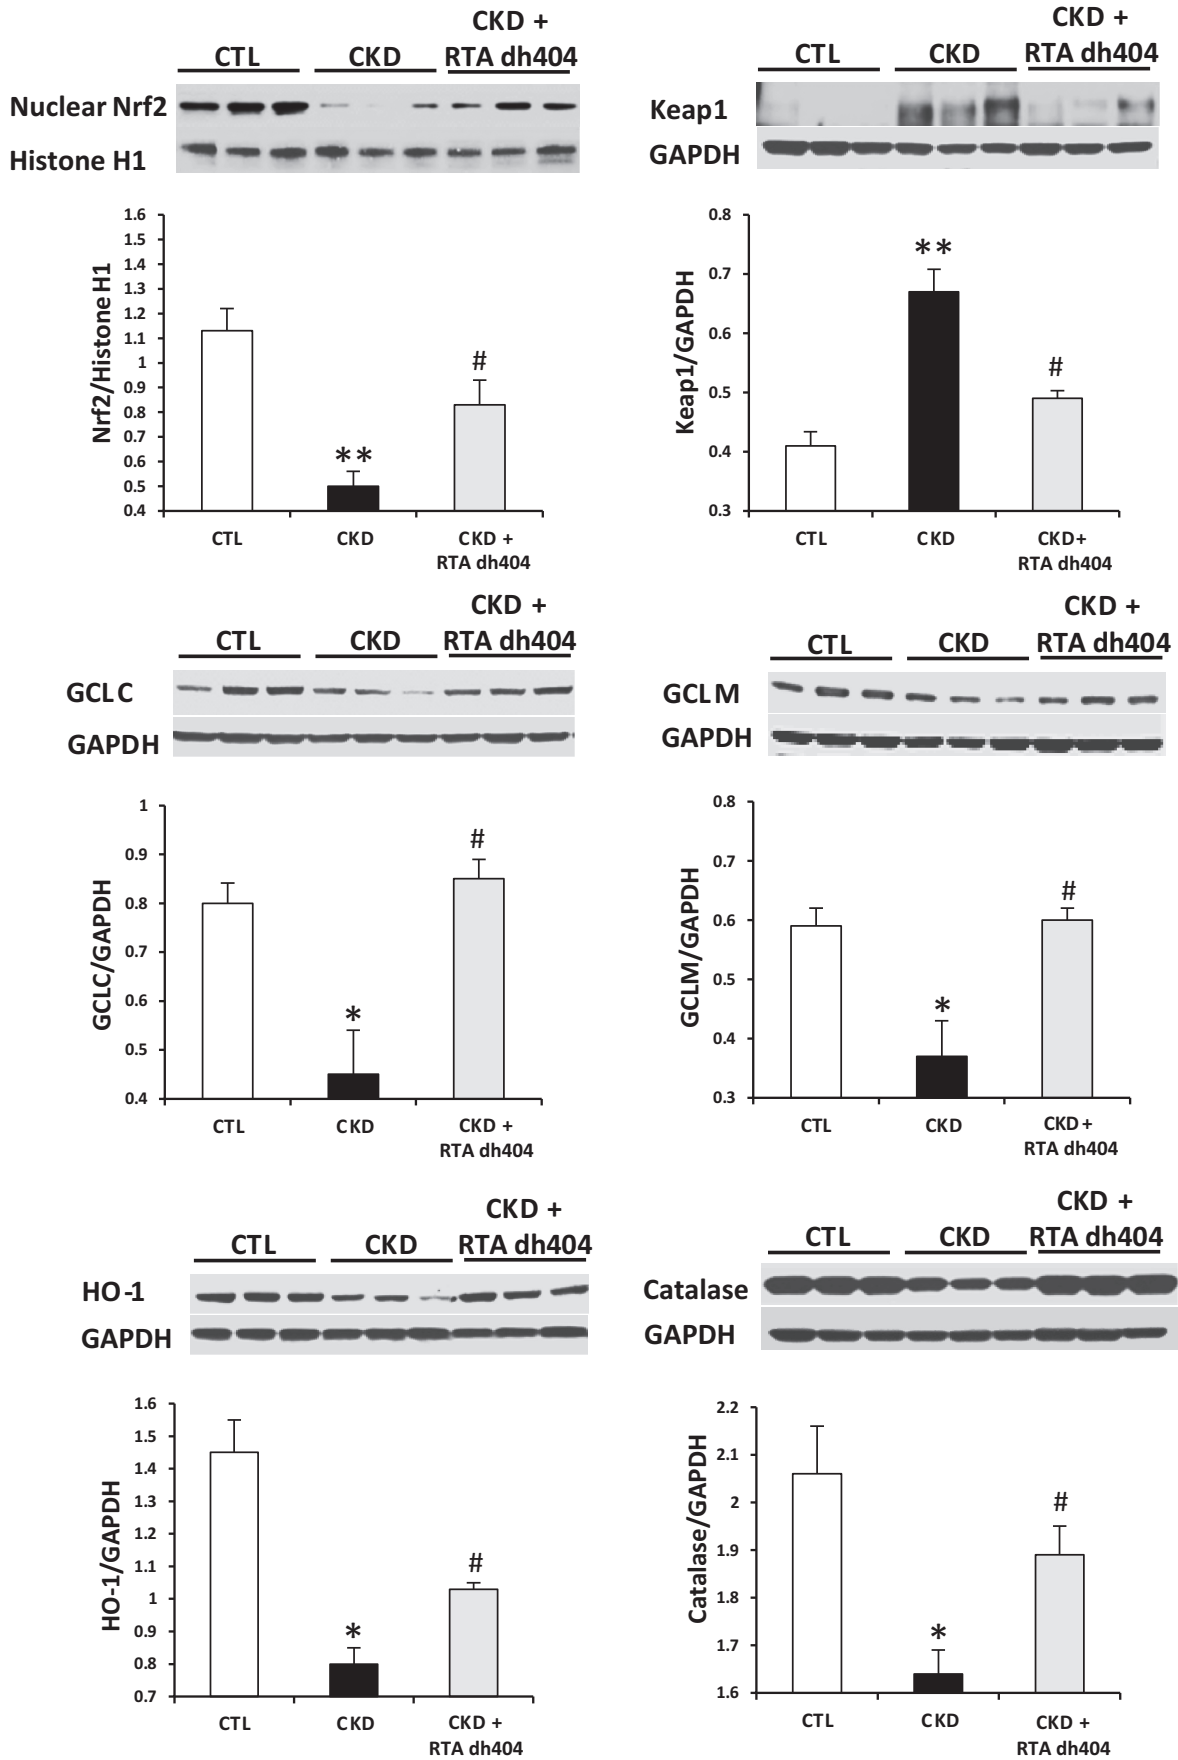 CKD +
CTL CKD RTA dh404
Nuclear Nrf2
Histone H1
1.6
1.5
1.4
1.3
1.2
1.1
1
0.9
0.8
0.7
0.6
0.5
0.4
Nrf2/Histone H1
**
#
CTL CKD CKD +
RTA dh404
CKD +
CTL CKD RTA dh404
Keap1
GAPDH
0.8
0.7
0.6
0.5
0.4
0.3
Keap1/GAPDH
**
#
CTL CKD CKD+
RTA dh404
CKD +
CTL CKD RTA dh404
GCLC
GAPDH
1
0.9
0.8
0.7
0.6
0.5
0.4
GCLC/GAPDH
*
#
CTL CKD CKD +
RTA dh404
CKD +
CTL CKD RTA dh404
GCLM
GAPDH
0.8
0.7
0.6
0.5
0.4
0.3
GCLM/GAPDH
*
#
CTL CKD CKD+
RTA dh404
CKD +
CTL CKD RTA dh404
HO-1
GAPDH
1.6
1.5
1.4
1.3
1.2
1.1
1
0.9
0.8
0.7
HO-1/GAPDH
*
#
CTL CKD CKD +
RTA dh404
CKD +
CTL CKD RTA dh404
Catalase
GAPDH
2.2
2.1
2
1.9
1.8
1.7
1.6
Catalase/GAPDH
*
#
CTL CKD CKD +
RTA dh404